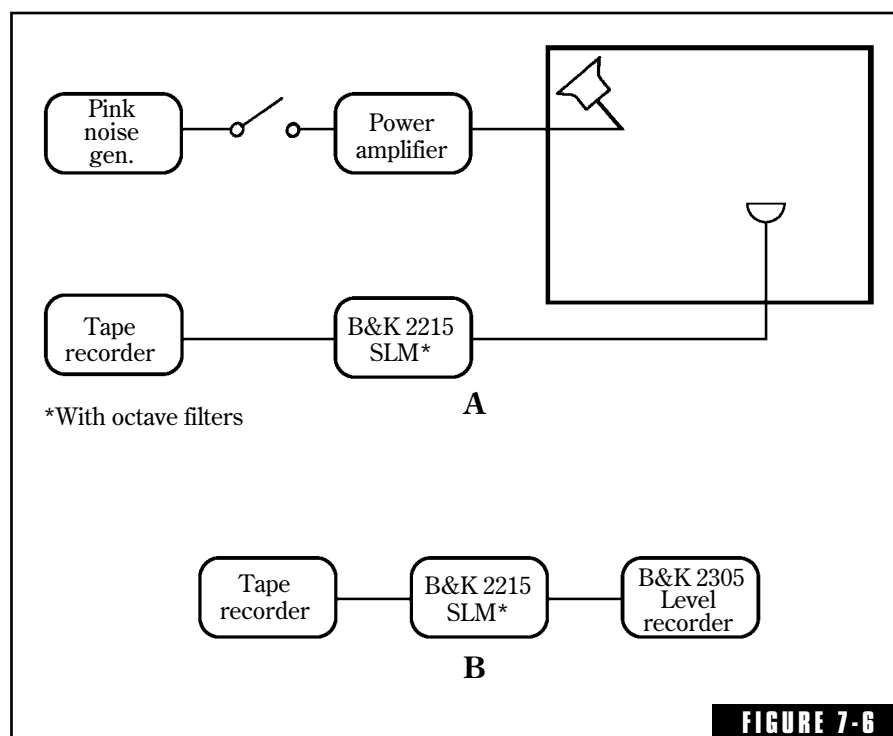 Pink
noise
gen.
Power
amplifier
Tape
recorder
B&K 2215
SLM*
*With octave filters
A
Tape
recorder
B&K 2215
SLM*
B&K 2305
Level
recorder
B
FIGURE 7-6